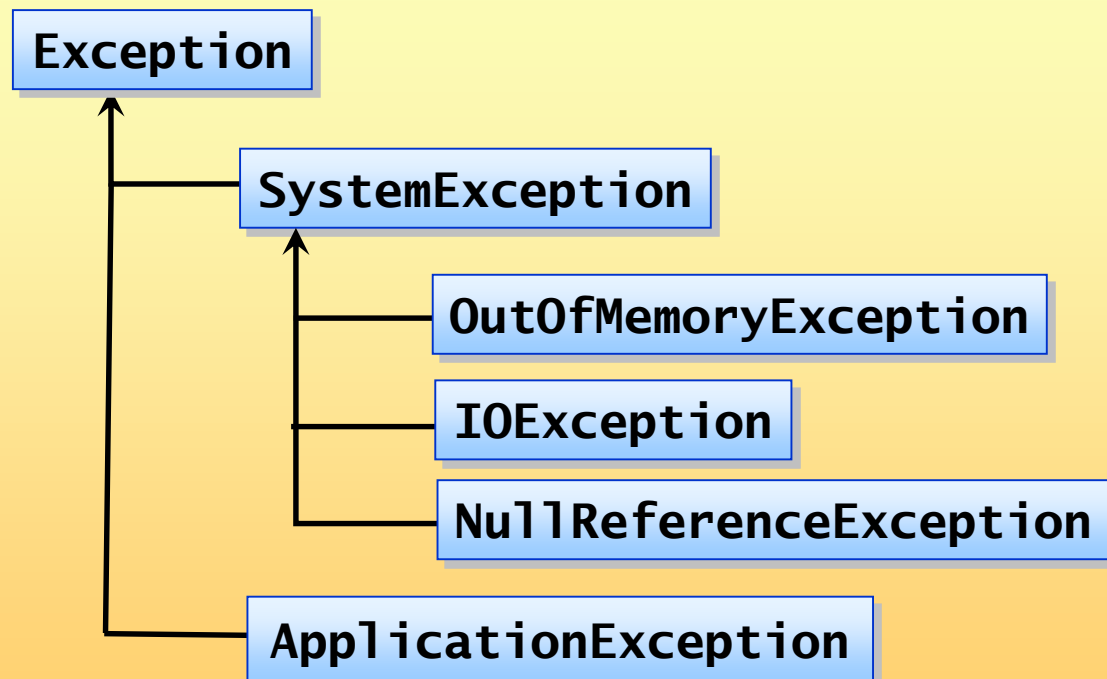 Exception
SystemException
OutOfMemoryException
IOException
NullReferenceException
ApplicationException